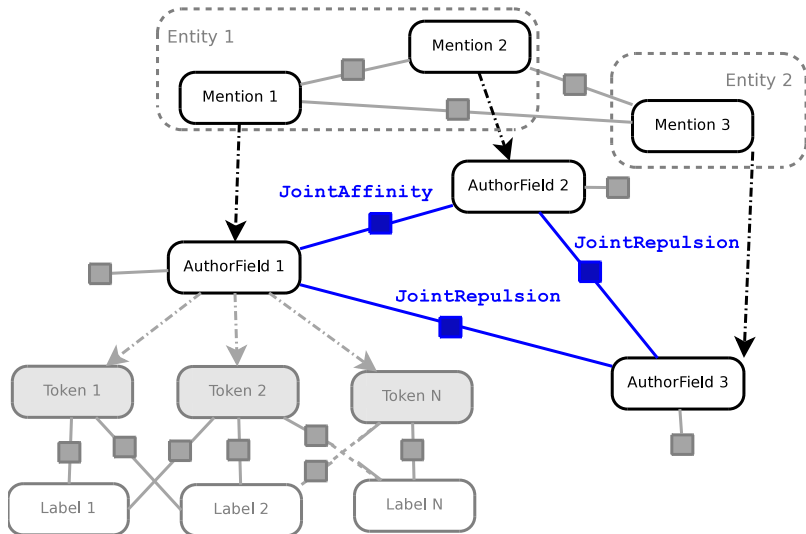 Entity 1
Mention 2
Mention 1
Entity 2
Mention 3
AuthorField 2
JointAffinity
JointRepulsion
AuthorField 1
JointRepulsion
AuthorField 3
Token 1
Token 2
Token N
Label 1
Label 2
Label N